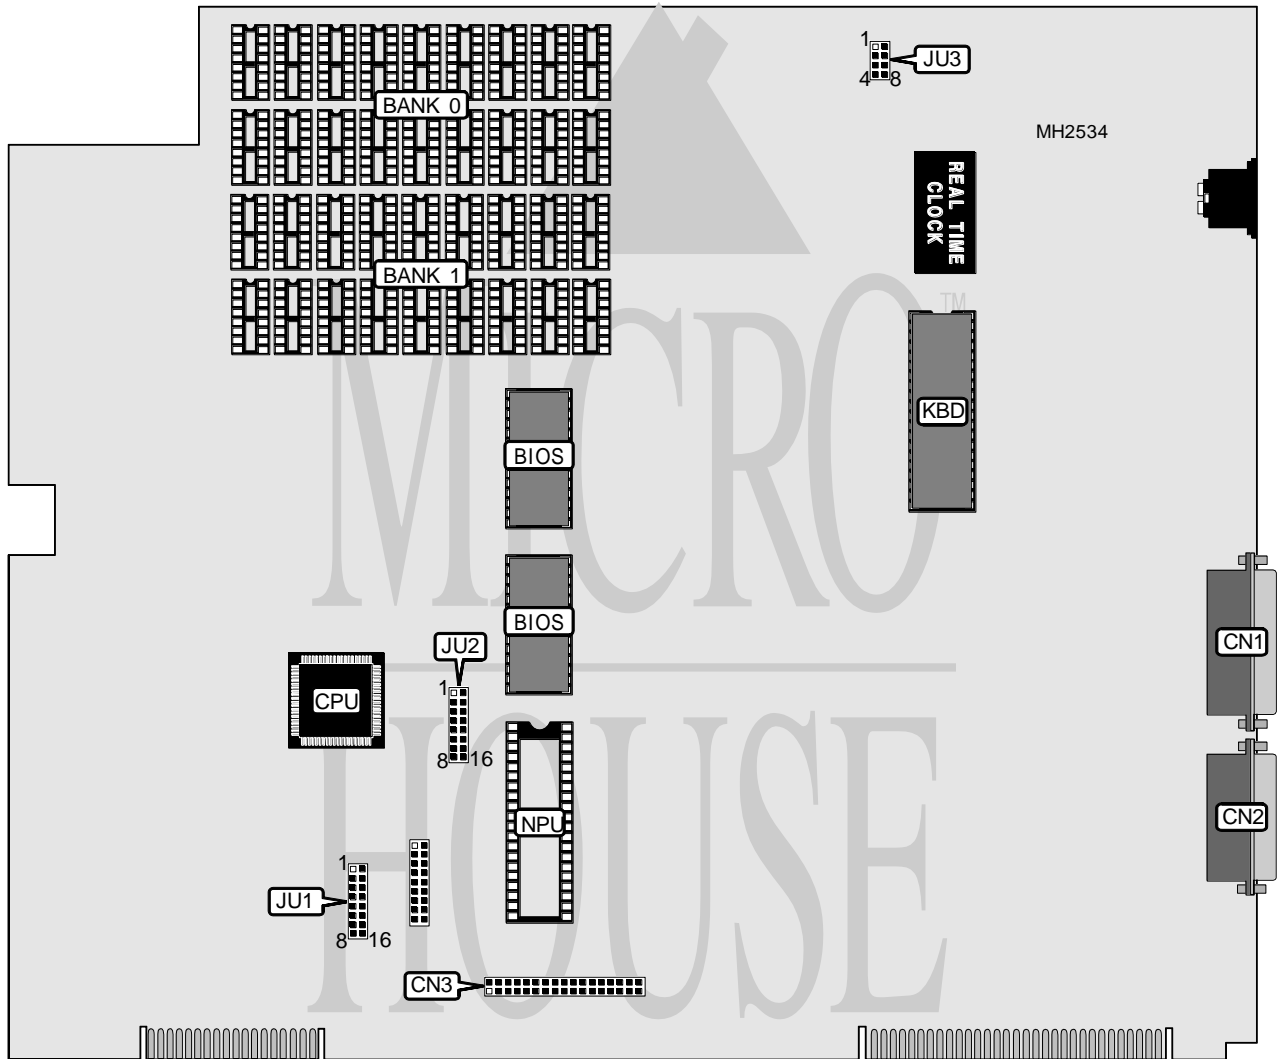 1
JU3
4 8
BANK 0
MH2534
REAL TIME
CLOCK
BANK 1
TM
MICRO
KBD
BIOS
BIOS
JU2
1
CN1
CPU
8 16
HOUSE
NPU
CN2
1
JU1
8 16
CN3